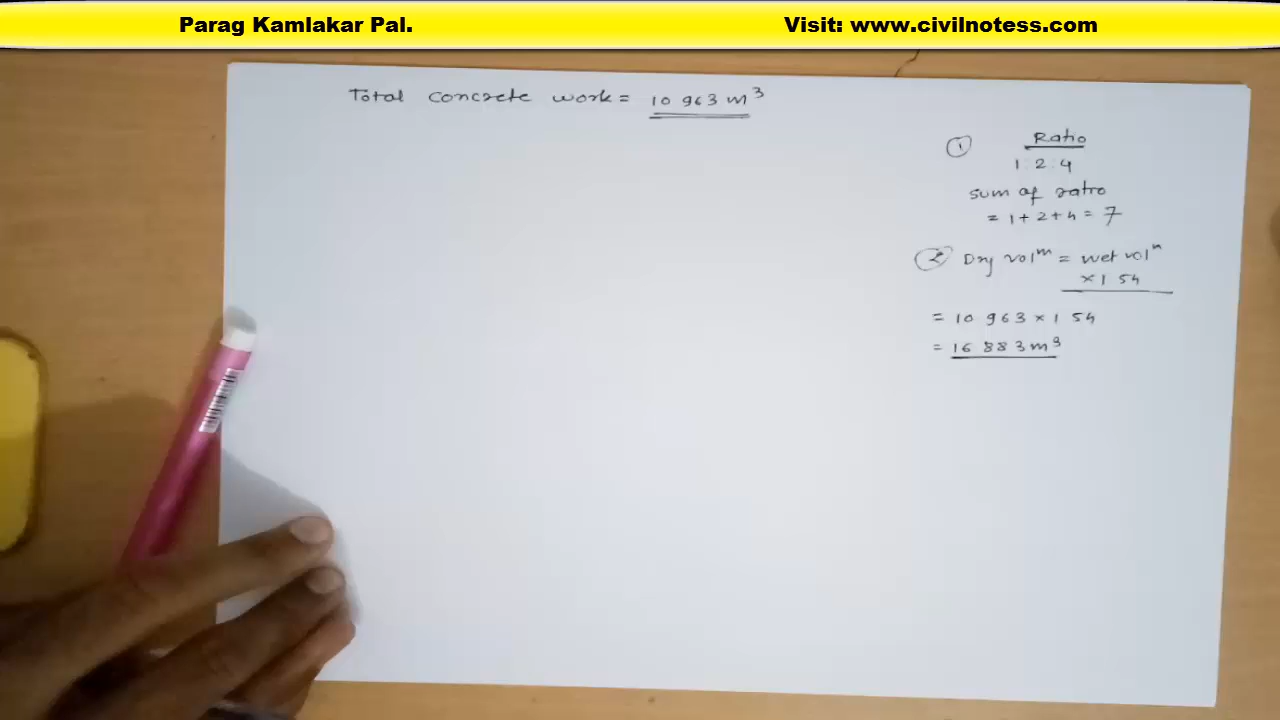 Parag Kamlakar Pal.
Visit: www.civilnotess.com
Total concrete work = 10 963 m³
① Ratio
1:2:4
sum of ratio
= 1+2+4 = 7
② Dry volᵐ = wet volᵐ
× 1 54
= 10 963 × 1 54
= 16 883 m³